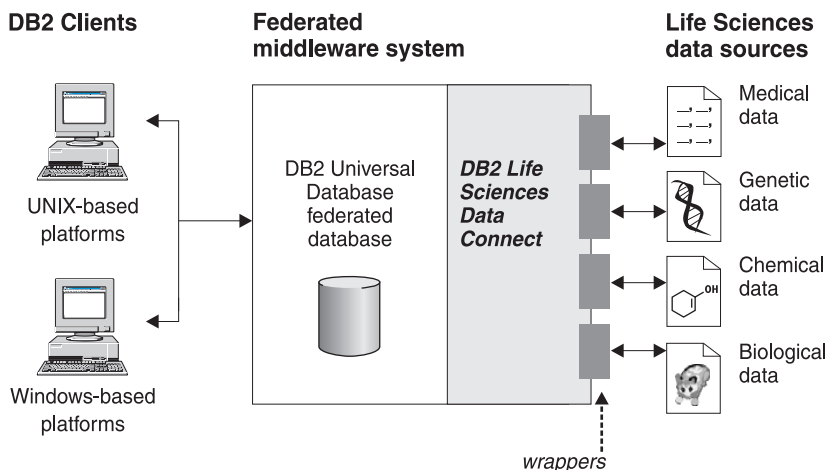 DB2 Clients
Federated
middleware system
Life Sciences
data sources
UNIX-based
platforms
Windows-based
platforms
DB2 Universal
Database
federated
database
DB2 Life
Sciences
Data
Connect
Medical
data
Genetic
data
OH
Chemical
data
Biological
data
wrappers